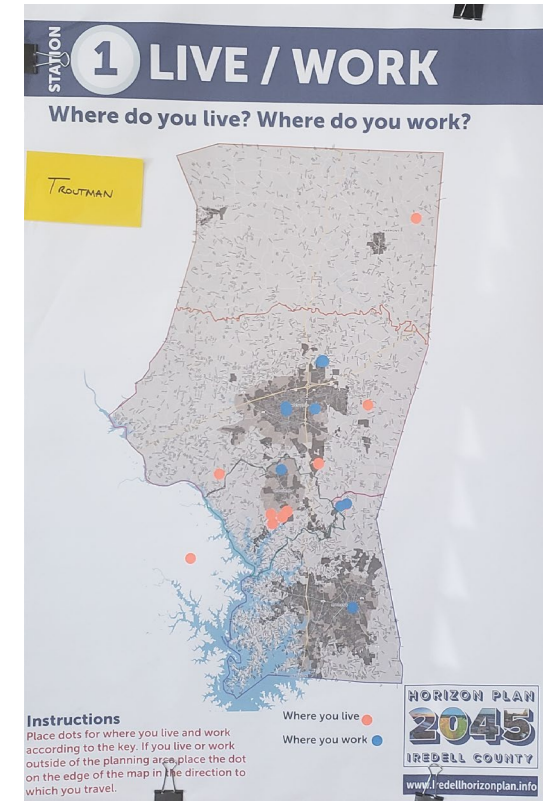 STATION
1 LIVE / WORK
Where do you live? Where do you work?
TROUTMAN
Instructions
Place dots for where you live and work
according to the key. If you live or work
outside of the planning area place the dot
on the edge of the map in the direction to
which you travel.
Where you live
Where you work
HORIZON PLAN
2045
IREDELL COUNTY
www.iredellhorizonplan.info